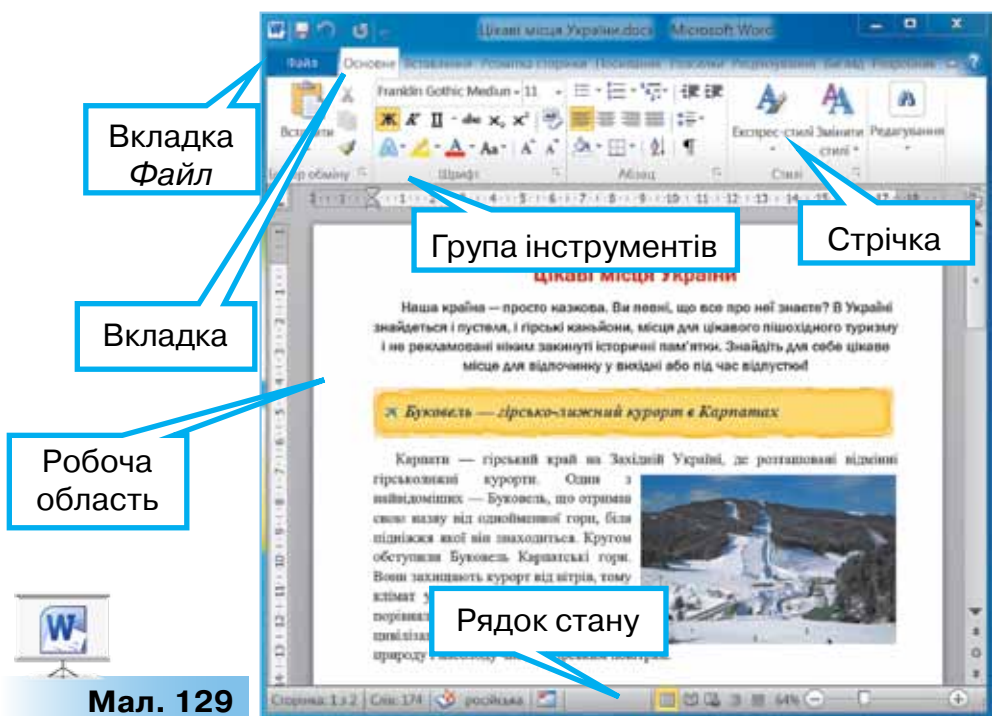 Цікаві місця України.docx - Microsoft Word
Файл Основне Вставлення Розмітка сторінки Посилання Розсилки Рецензування Вигляд Розробник
Franklin Gothic Medium 11
Вставити
Експрес-стилі Змінити стилі Редагування
Шрифт Абзац Стилі
Вкладка
Файл
Група інструментів
Стрічка
Вкладка
Робоча
область
Рядок стану
Цікаві місця України
Наша країна — просто казкова. Ви певні, що все про неї знаєте? В Україні
знайдеться і пустеля, і гірські каньйони, місця для цікавого пішохідного туризму
і не рекламовані ніким закинуті історичні пам'ятки. Знайдіть для себе цікаве
місце для відпочинку у вихідні або під час відпустки!
Буковель — гірсько-лижний курорт в Карпатах
Карпати — гірський край на Західній Україні, де розташовані відмінні
гірськолижні курорти. Один з
найвідоміших — Буковель, що отримав
свою назву від однойменної гори, біля
підніжжя якої він знаходиться. Кругом
обступили Буковель Карпатські гори.
Вони захищають курорт від вітрів, тому
клімат
природу
Сторінка: 1 з 2 Слів: 174 російська 64%
Мал. 129